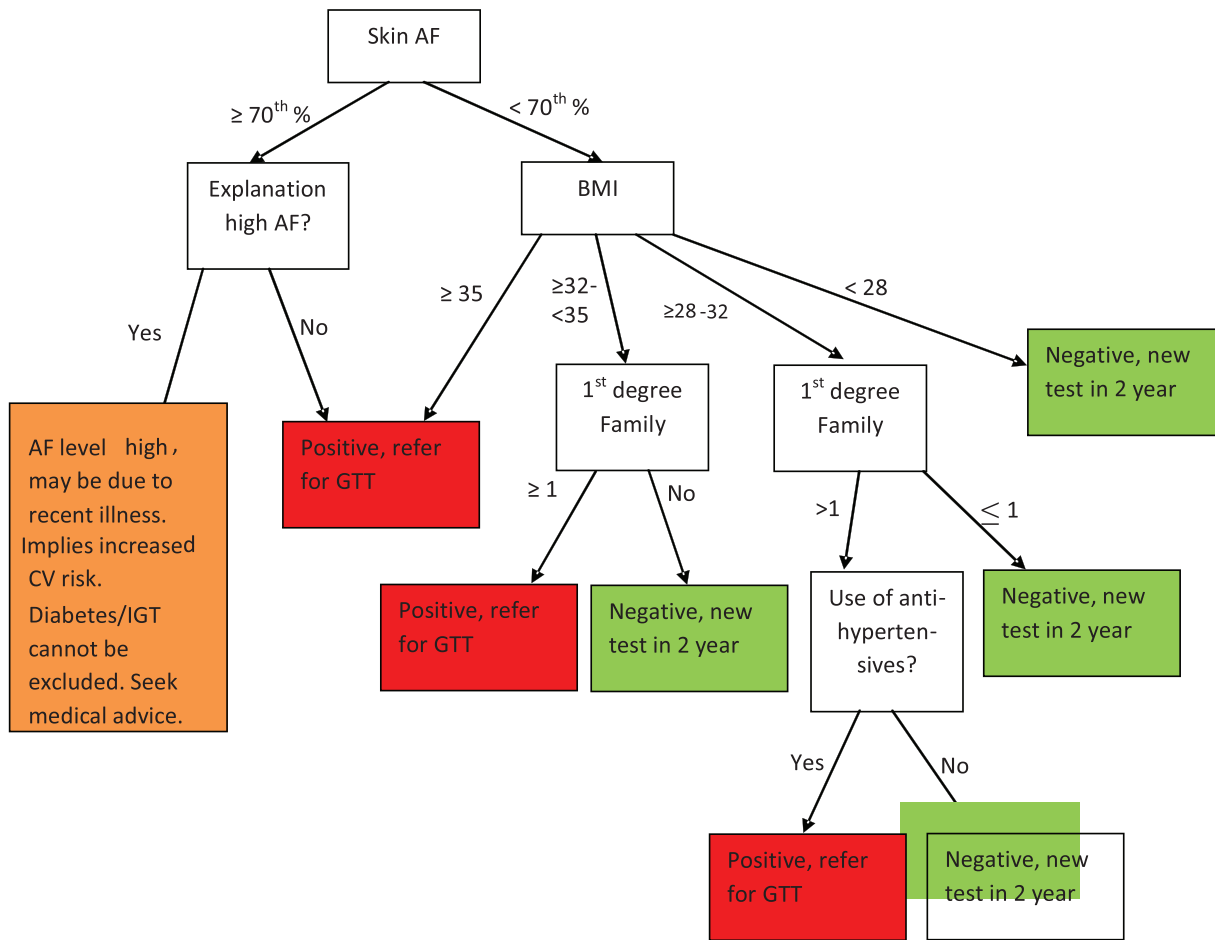 Skin AF
≥ 70th %
< 70th %
Explanation
high AF?
BMI
≥ 35
≥32-
<35
≥28-32
< 28
Yes
No
Negative, new
test in 2 year
1st degree
Family
1st degree
Family
AF level high,
may be due to
recent illness.
Implies increased
CV risk.
Diabetes/IGT
cannot be
excluded. Seek
medical advice.
Positive, refer
for GTT
≥ 1
No
>1
≤ 1
Positive, refer
for GTT
Negative, new
test in 2 year
Use of anti-
hyperten-
sives?
Negative, new
test in 2 year
Yes
No
Positive, refer
for GTT
Negative, new
test in 2 year